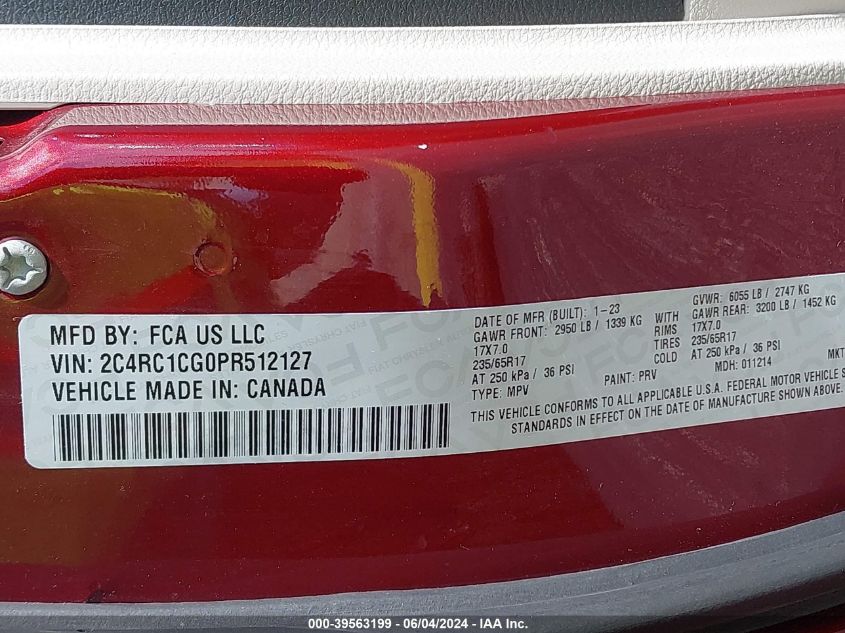 MFD BY: FCA US LLC
VIN: 2C4RC1CG0PR512127
VEHICLE MADE IN: CANADA
DATE OF MFR (BUILT): 1-23
GAWR FRONT: 2950 LB / 1339 KG WITH
17X7.0 RIMS
235/65R17 TIRES
AT 250 kPa / 36 PSI COLD
TYPE: MPV PAINT: PRV
GVWR: 6055 LB / 2747 KG
GAWR REAR: 3200 LB / 1452 KG
17X7.0
235/65R17
AT 250 kPa / 36 PSI
MDH: 011214 MKT
THIS VEHICLE CONFORMS TO ALL APPLICABLE U.S.A. FEDERAL MOTOR VEHICLE S
STANDARDS IN EFFECT ON THE DATE OF MANUFACTURE SHOWN ABOVE.
000-39563199 - 06/04/2024 - IAA Inc.